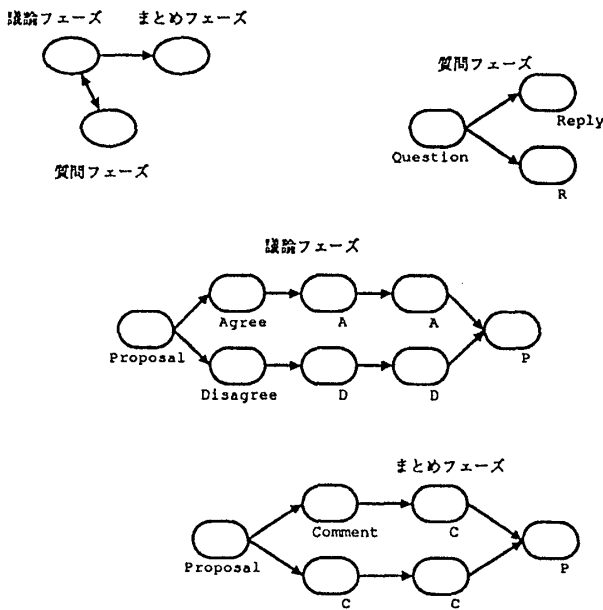 議論フェーズ
まとめフェーズ
質問フェーズ
質問フェーズ
Question
Reply
R
議論フェーズ
Proposal
Agree
A
A
P
Disagree
D
D
まとめフェーズ
Proposal
Comment
C
P
C
C